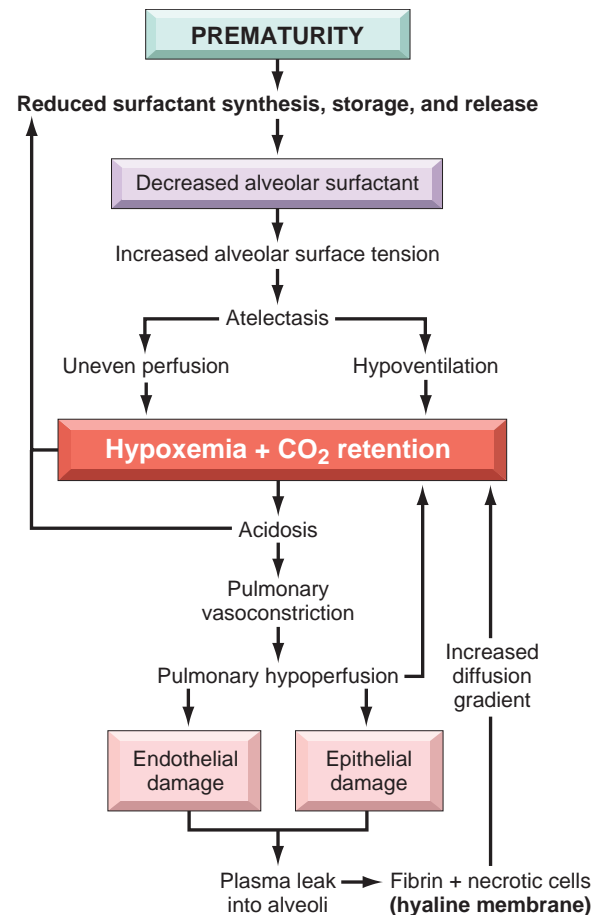 PREMATURITY
Reduced surfactant synthesis, storage, and release
Decreased alveolar surfactant
Increased alveolar surface tension
Atelectasis
Uneven perfusion
Hypoventilation
Hypoxemia + CO₂ retention
Acidosis
Pulmonary
vasoconstriction
Pulmonary hypoperfusion
Increased
diffusion
gradient
Endothelial
damage
Epithelial
damage
Plasma leak
into alveoli
Fibrin + necrotic cells
(hyaline membrane)